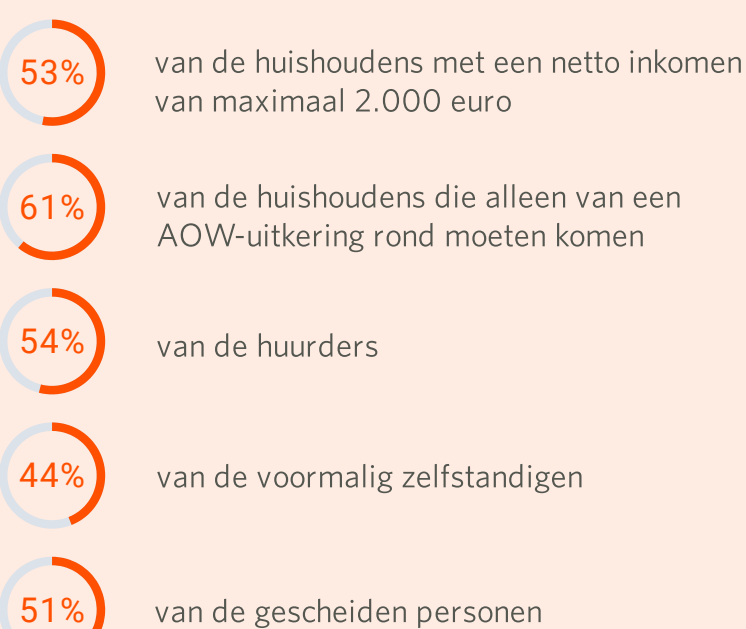 53%
van de huishoudens met een netto inkomen
van maximaal 2.000 euro
61%
van de huishoudens die alleen van een
AOW-uitkering rond moeten komen
54%
van de huurders
44%
van de voormalig zelfstandigen
51%
van de gescheiden personen